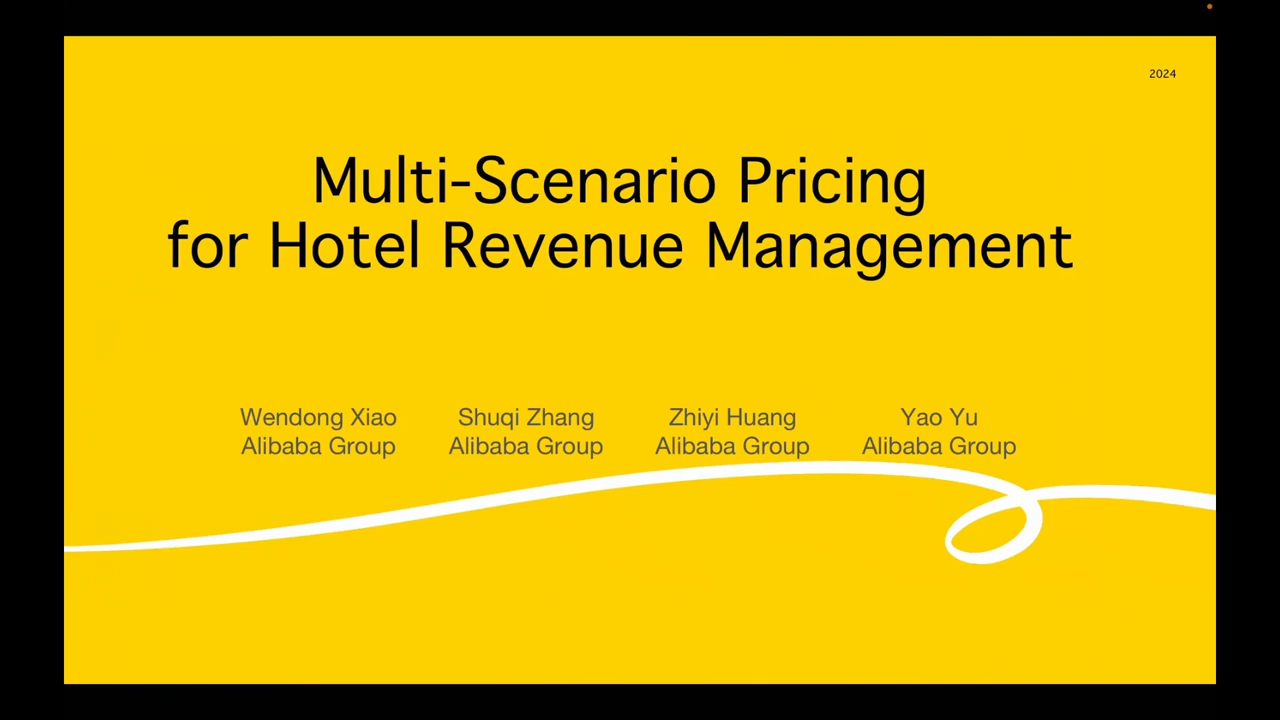 2024
Multi-Scenario Pricing
for Hotel Revenue Management
Wendong Xiao
Alibaba Group
Shuqi Zhang
Alibaba Group
Zhiyi Huang
Alibaba Group
Yao Yu
Alibaba Group